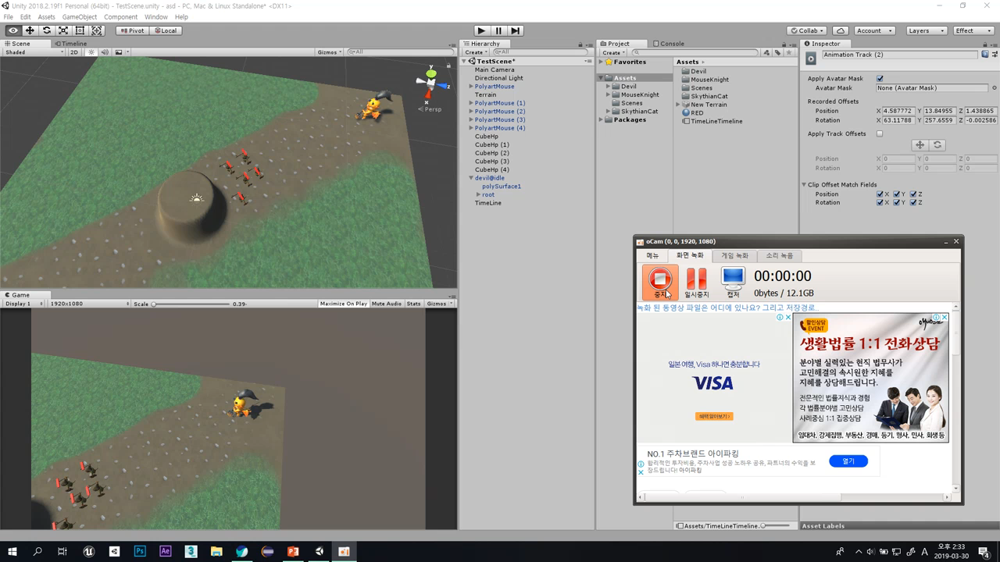 Unity 2018.2.19f1 Personal (64bit) - TestScene.unity - asd - PC, Mac & Linux Standalone* <DX11>
File Edit Assets GameObject Component Window Help
Pivot Local
Collab Account Layers Effect
Scene Timeline
Shaded 2D Gizmos All
y z Persp
Game
Display 1 1920x1080 Scale 0.39 Maximize On Play Mute Audio Stats Gizmos
Hierarchy
Create All
TestScene*
Main Camera
Directional Light
PolyartMouse
Terrain
PolyartMouse (1)
PolyartMouse (2)
PolyartMouse (3)
PolyartMouse (4)
CubeHp
CubeHp (1)
CubeHp (2)
CubeHp (3)
CubeHp (4)
devil@idle
polySurface1
root
TimeLine
Project Console
Create
Favorites
Assets
Devil
MouseKnight
Scenes
SkythianCat
Packages
Assets
Devil
MouseKnight
Scenes
SkythianCat
New Terrain
RED
TimeLineTimeline
Assets/TimeLineTimeline.
Inspector
Animation Track (2)
Apply Avatar Mask
Avatar Mask None (Avatar Mask)
Recorded Offsets
Position X 4.587772 Y 13.84955 Z 1.438865
Rotation X 63.11788 Y 257.6559 Z -0.002586
Apply Track Offsets
Position X 0 Y 0 Z 0
Rotation X 0 Y 0 Z 0
Clip Offset Match Fields
Position X Y Z
Rotation X Y Z
Asset Labels
oCam (0, 0, 1920, 1080)
메뉴 화면 녹화 게임 녹화 소리 녹음
중지 일시중지 캡처
00:00:00
0bytes / 12.1GB
녹화 된 동영상 파일은 어디에 있나요? 그리고 저장경로..
일본 여행, Visa 하나면 충분합니다
VISA
혜택 알아보기 ›
할인상담 EVENT
생활법률 1:1 전화상담
분야별 실력있는 현직 법무사가
고민해결의 속시원한 지혜를
지혜를 상담해드립니다.
전문적인 법률지식과 경험
각 법률분야별 고민상담
사례중심 1:1 집중상담
임대차, 강제집행, 부동산, 경매, 등기, 형사, 민사, 회생등
NO.1 주차브랜드 아이파킹
합리적인 투자비용, 주차사업 성공 노하우 공유, 파트너의 수익을 보
장드립니다! 아이파킹
열기
Ps Ae 3
A 오후 2:33
2019-03-30
4